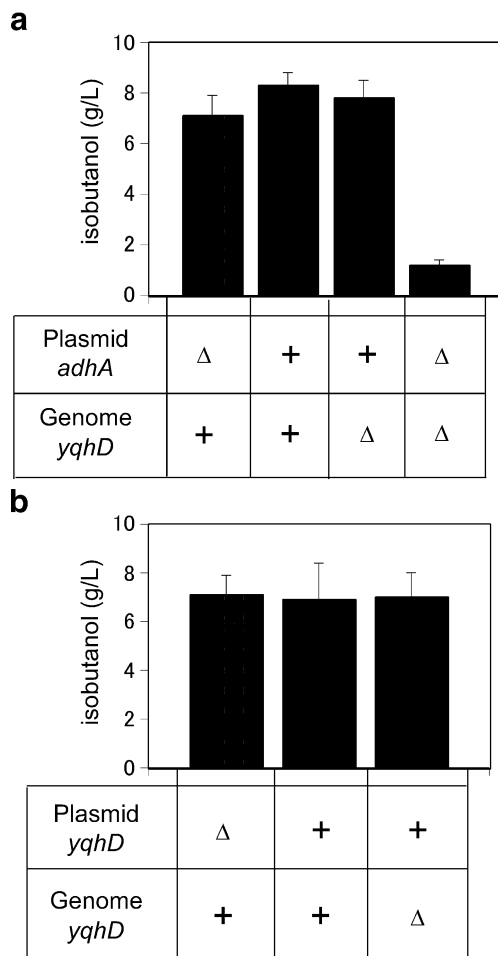 a
isobutanol (g/L)
10
8
6
4
2
0
Plasmid adhA Δ + + Δ
Genome yqhD + + Δ Δ
b
isobutanol (g/L)
10
8
6
4
2
0
Plasmid yqhD Δ + +
Genome yqhD + + Δ